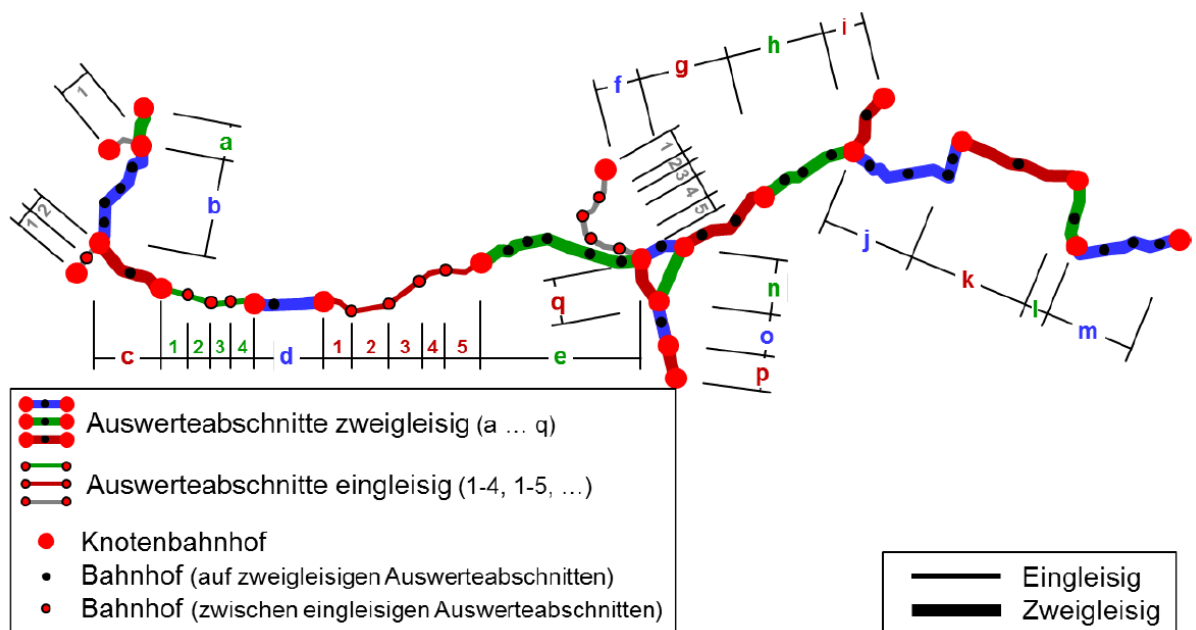 i
h
g
f
1
a
1
2
3
4
5
b
2
1
j
k
n
q
l
o
m
c
1
2
3
4
d
1
2
3
4
5
e
p
Auswerteabschnitte zweigleisig (a ... q)
Auswerteabschnitte eingleisig (1-4, 1-5, ...)
Knotenbahnhof
Bahnhof (auf zweigleisigen Auswerteabschnitten)
Bahnhof (zwischen eingleisigen Auswerteabschnitten)
Eingleisig
Zweigleisig